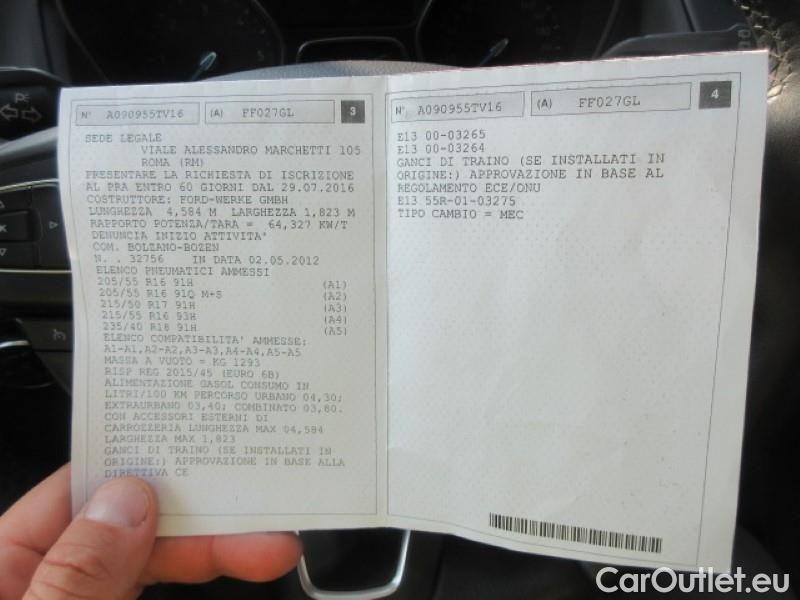 N° A090955TV16 (A) FF027GL 3
SEDE LEGALE
VIALE ALESSANDRO MARCHETTI 105
ROMA (RM)
PRESENTARE LA RICHIESTA DI ISCRIZIONE
AL PRA ENTRO 60 GIORNI DAL 29.07.2016
COSTRUTTORE: FORD-WERKE GMBH
LUNGHEZZA 4,584 M LARGHEZZA 1,823 M
RAPPORTO POTENZA/TARA = 64,327 KW/T
DENUNCIA INIZIO ATTIVITA'
COM. BOLZANO-BOZEN
N. . 32756 IN DATA 02.05.2012
ELENCO PNEUMATICI AMMESSI
205/55 R16 91H (A1)
205/55 R16 91Q M+S (A2)
215/50 R17 91H (A3)
215/55 R16 93H (A4)
235/40 R18 91H (A5)
ELENCO COMPATIBILITA' AMMESSE:
A1-A1,A2-A2,A3-A3,A4-A4,A5-A5
MASSA A VUOTO = KG 1293
RISP REG 2015/45 (EURO 6B)
ALIMENTAZIONE GASOL CONSUMO IN
LITRI/100 KM PERCORSO URBANO 04,30;
EXTRAURBANO 03,40; COMBINATO 03,80.
CON ACCESSORI ESTERNI DI
CARROZZERIA LUNGHEZZA MAX 04,584
LARGHEZZA MAX 1,823
GANCI DI TRAINO (SE INSTALLATI IN
ORIGINE:) APPROVAZIONE IN BASE ALLA
DIRETTIVA CE
N° A090955TV16 (A) FF027GL 4
E13 00-03265
E13 00-03264
GANCI DI TRAINO (SE INSTALLATI IN
ORIGINE:) APPROVAZIONE IN BASE AL
REGOLAMENTO ECE/ONU
E13 55R-01-03275
TIPO CAMBIO = MEC
CarOutlet.eu